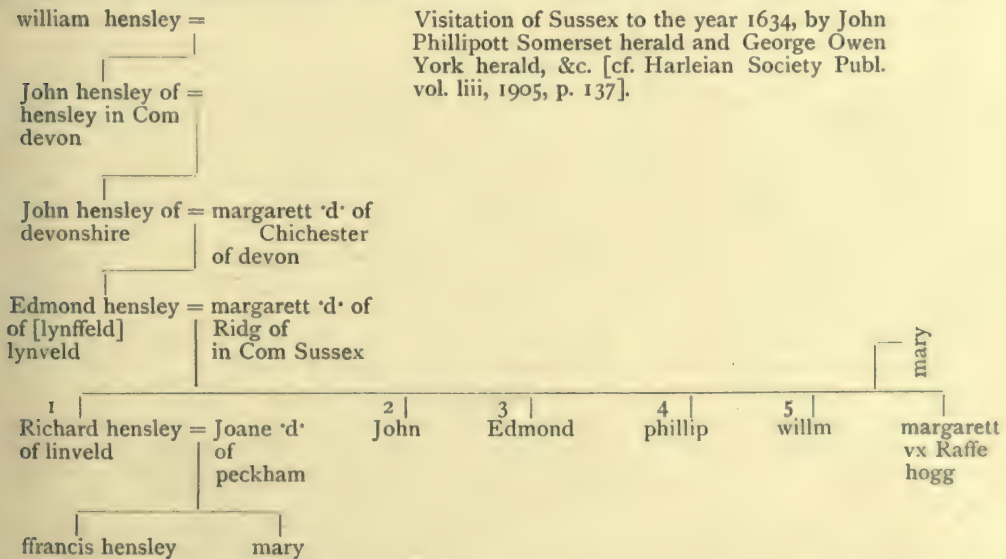 william hensley =
Visitation of Sussex to the year 1634, by John
Phillipott Somerset herald and George Owen
York herald, &c. [cf. Harleian Society Publ.
vol. liii, 1905, p. 137].
John hensley of =
hensley in Com
devon
John hensley of = margarett 'd' of
devonshire Chichester
of devon
Edmond hensley = margarett 'd' of
of [lynffeld] Ridg of
lynveld in Com Sussex
mary
1 2 3 4 5
Richard hensley = Joane 'd' John Edmond phillip willm margarett
of linveld of vx Raffe
peckham hogg
ffrancis hensley mary